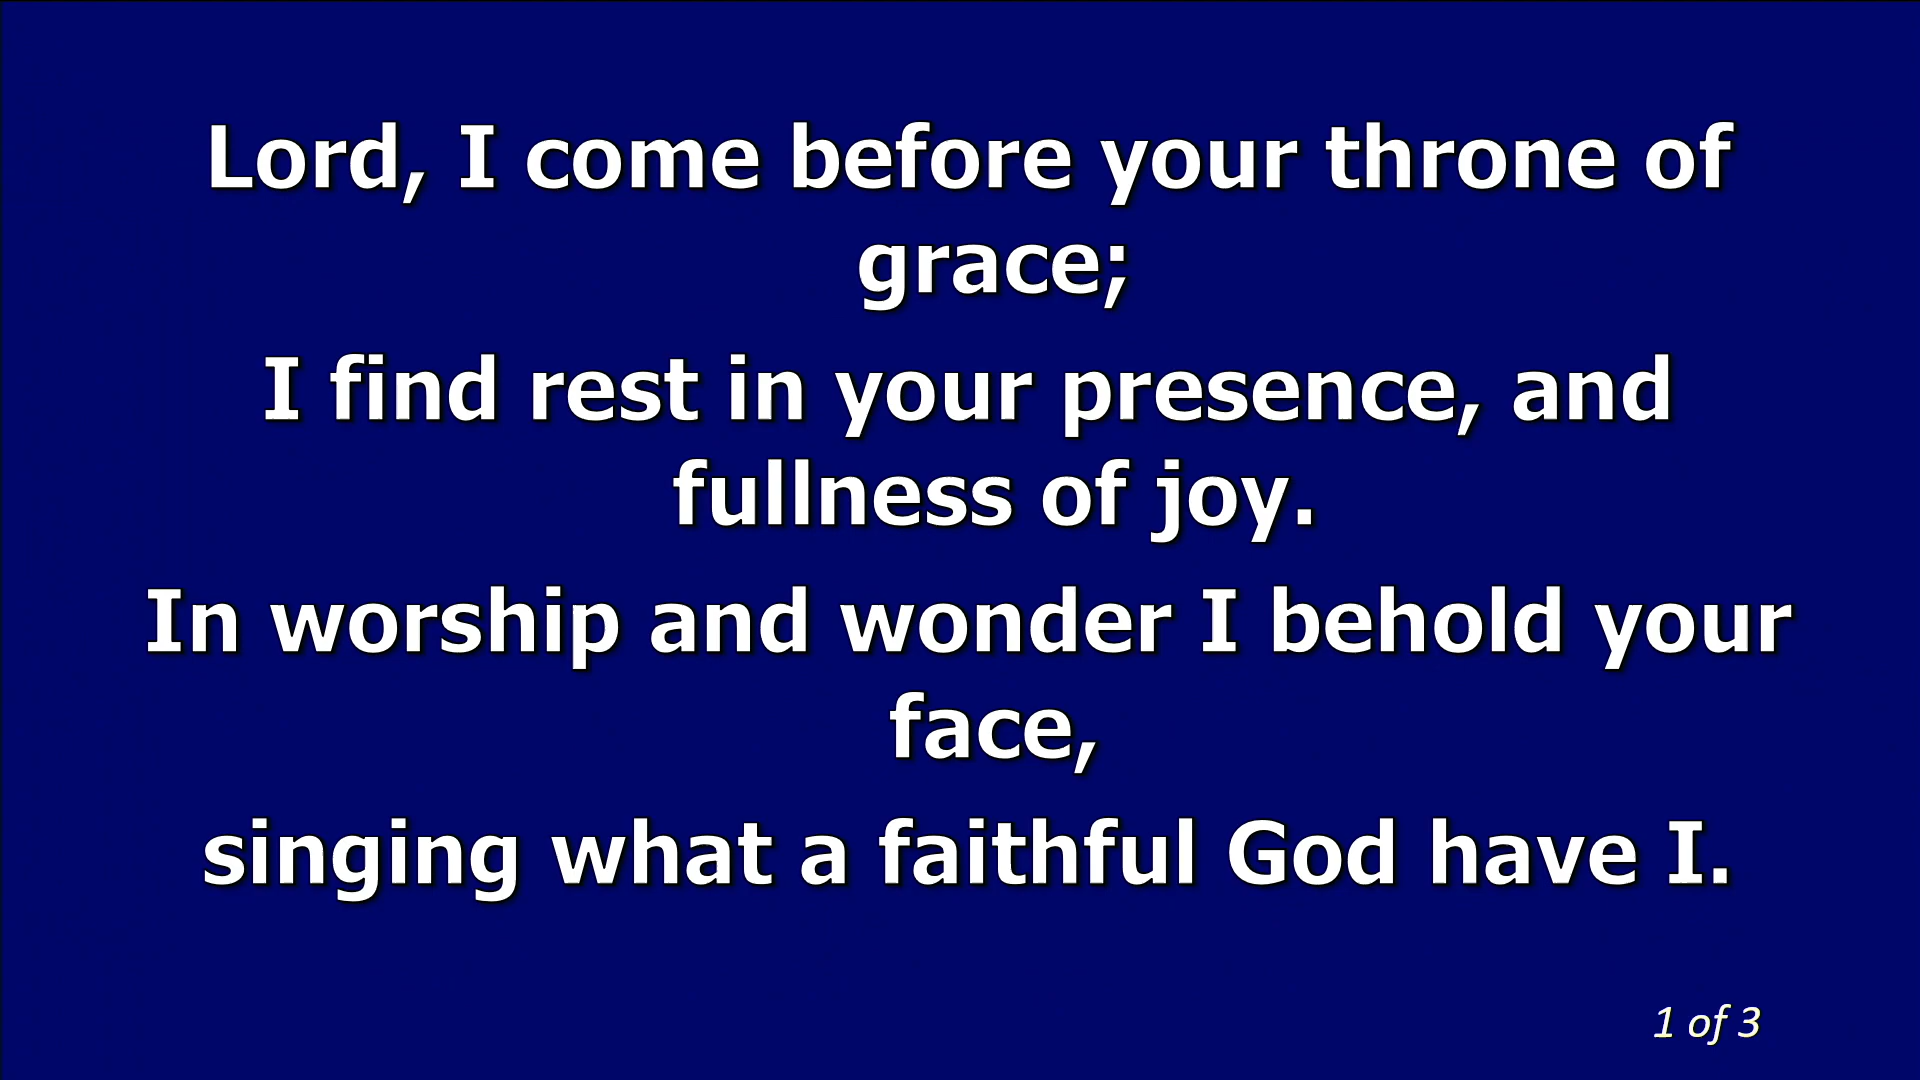 Lord, I come before your throne of
grace;
I find rest in your presence, and
fullness of joy.
In worship and wonder I behold your
face,
singing what a faithful God have I.
1 of 3